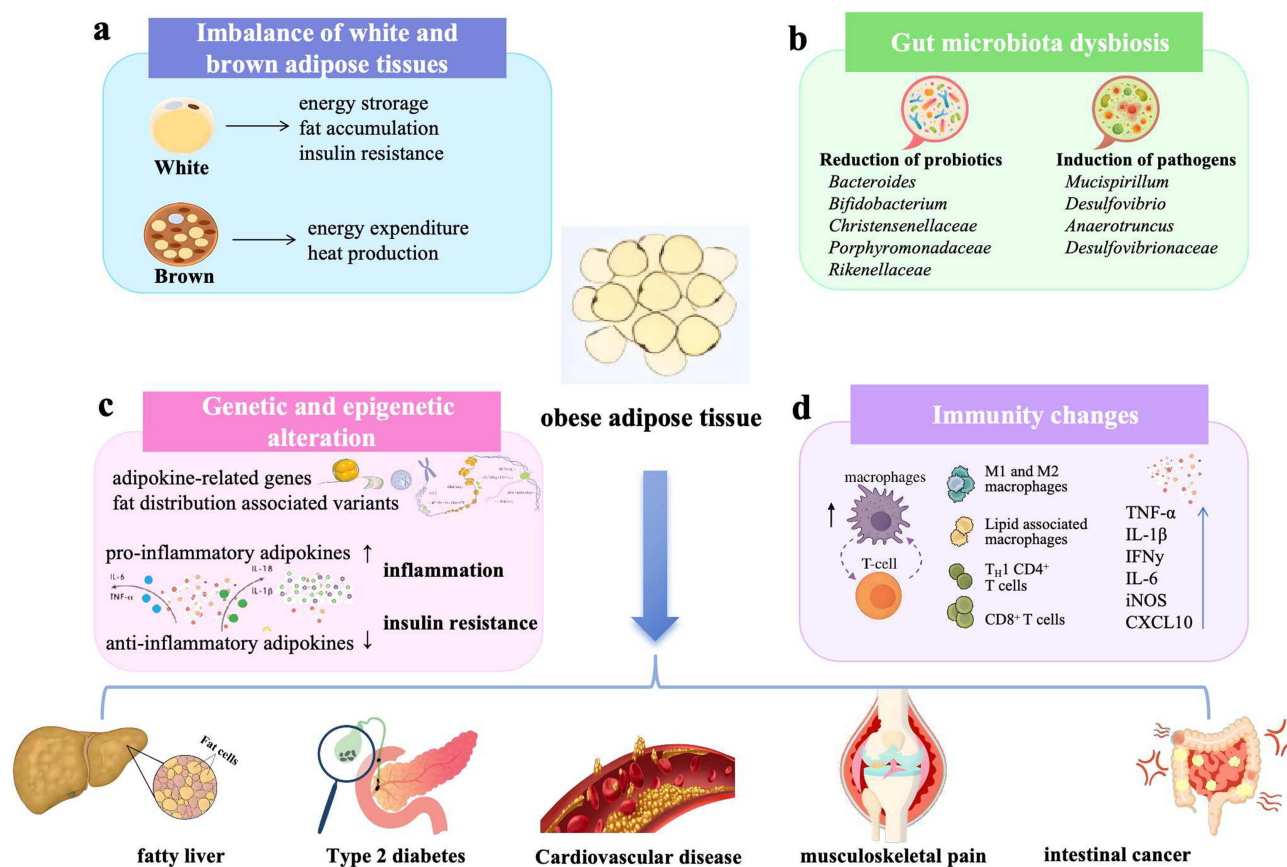 a
Imbalance of white and
brown adipose tissues
energy strorage
fat accumulation
insulin resistance
White
energy expenditure
heat production
Brown
b
Gut microbiota dysbiosis
Reduction of probiotics
Bacteroides
Bifidobacterium
Christensenellaceae
Porphyromonadaceae
Rikenellaceae
Induction of pathogens
Mucispirillum
Desulfovibrio
Anaerotruncus
Desulfovibrionaceae
obese adipose tissue
c
Genetic and epigenetic
alteration
adipokine-related genes
fat distribution associated variants
pro-inflammatory adipokines ↑
IL-6
TNF-α
IL-18
IL-1β
anti-inflammatory adipokines ↓
inflammation
insulin resistance
d
Immunity changes
macrophages
T-cell
M1 and M2
macrophages
Lipid associated
macrophages
TH1 CD4⁺
T cells
CD8⁺ T cells
TNF-α
IL-1β
IFNy
IL-6
iNOS
CXCL10
Fat cells
fatty liver
Type 2 diabetes
Cardiovascular disease
musculoskeletal pain
intestinal cancer